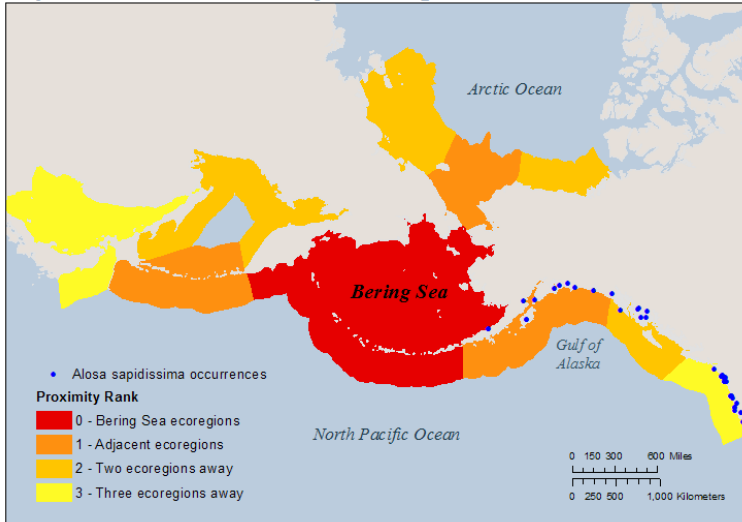 Arctic Ocean
Bering Sea
Gulf of
Alaska
North Pacific Ocean
Alosa sapidissima occurrences
Proximity Rank
0 - Bering Sea ecoregions
1 - Adjacent ecoregions
2 - Two ecoregions away
3 - Three ecoregions away
0 150 300 600 Miles
0 250 500 1,000 Kilometers